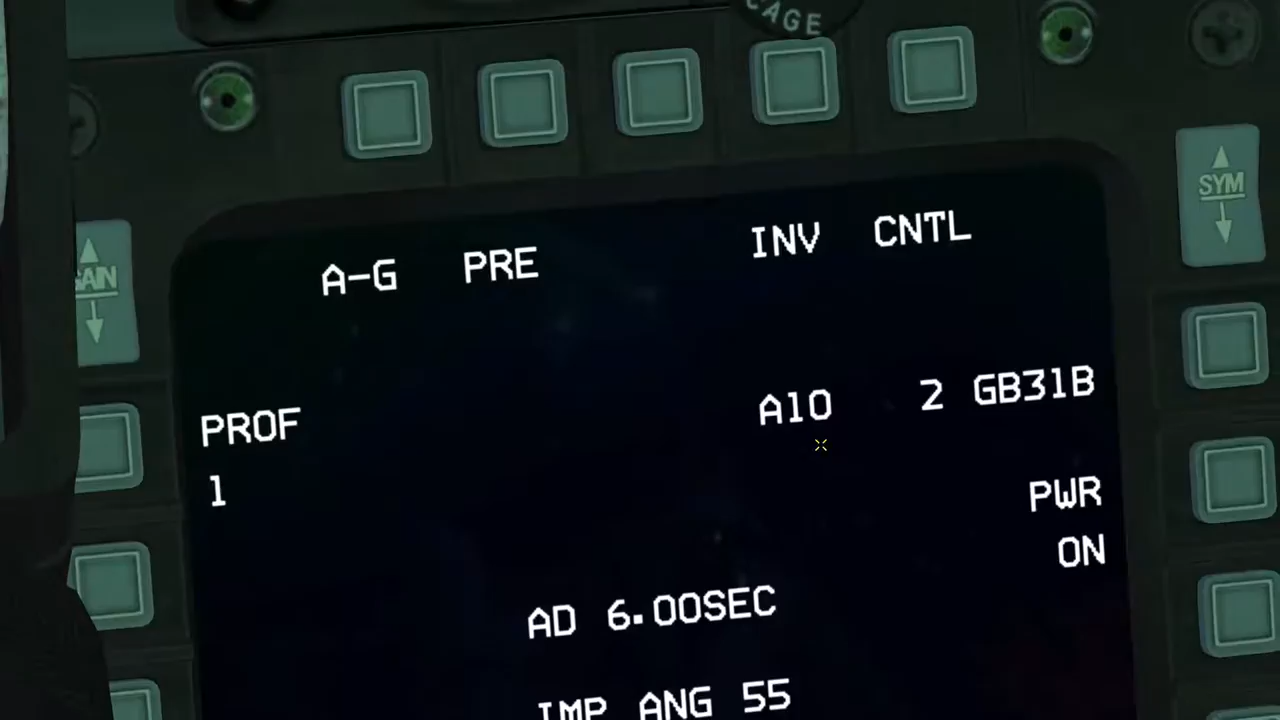 CAGE
SYM
GAIN
A-G PRE INV CNTL
PROF A10 2 GB31B
1
PWR
ON
AD 6.00SEC
IMP ANG 55